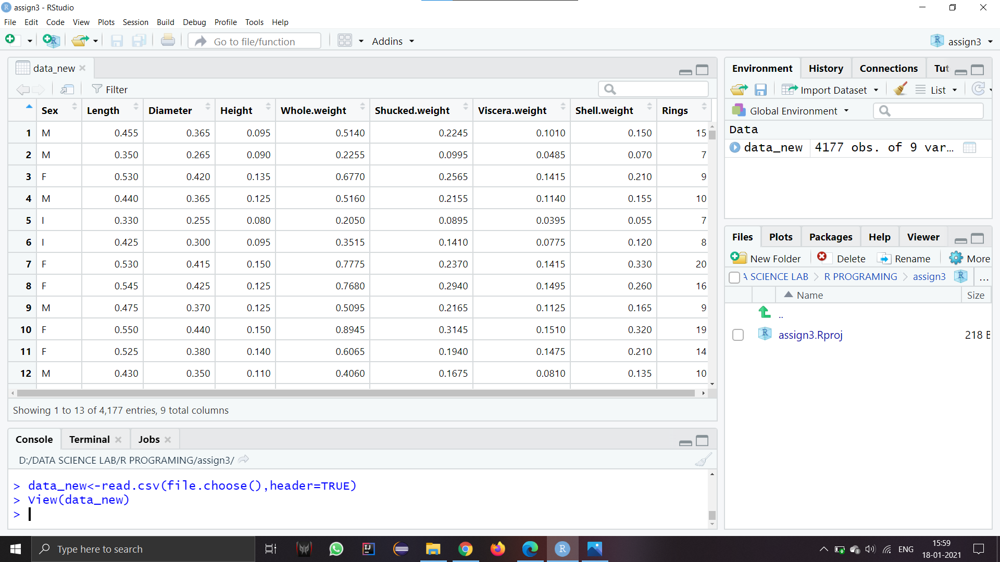 assign3 - RStudio
File Edit Code View Plots Session Build Debug Profile Tools Help
Go to file/function Addins assign3
data_new
Filter
Sex Length Diameter Height Whole.weight Shucked.weight Viscera.weight Shell.weight Rings
1 M 0.455 0.365 0.095 0.5140 0.2245 0.1010 0.150 15
2 M 0.350 0.265 0.090 0.2255 0.0995 0.0485 0.070 7
3 F 0.530 0.420 0.135 0.6770 0.2565 0.1415 0.210 9
4 M 0.440 0.365 0.125 0.5160 0.2155 0.1140 0.155 10
5 I 0.330 0.255 0.080 0.2050 0.0895 0.0395 0.055 7
6 I 0.425 0.300 0.095 0.3515 0.1410 0.0775 0.120 8
7 F 0.530 0.415 0.150 0.7775 0.2370 0.1415 0.330 20
8 F 0.545 0.425 0.125 0.7680 0.2940 0.1495 0.260 16
9 M 0.475 0.370 0.125 0.5095 0.2165 0.1125 0.165 9
10 F 0.550 0.440 0.150 0.8945 0.3145 0.1510 0.320 19
11 F 0.525 0.380 0.140 0.6065 0.1940 0.1475 0.210 14
12 M 0.430 0.350 0.110 0.4060 0.1675 0.0810 0.135 10
Showing 1 to 13 of 4,177 entries, 9 total columns
Console Terminal Jobs
D:/DATA SCIENCE LAB/R PROGRAMING/assign3/
> data_new<-read.csv(file.choose(),header=TRUE)
> View(data_new)
>
Environment History Connections Tut
Import Dataset List
Global Environment
Data
data_new 4177 obs. of 9 var…
Files Plots Packages Help Viewer
New Folder Delete Rename More
A SCIENCE LAB > R PROGRAMING > assign3 ...
Name Size
..
assign3.Rproj 218 B
Type here to search
ENG
15:59
18-01-2021